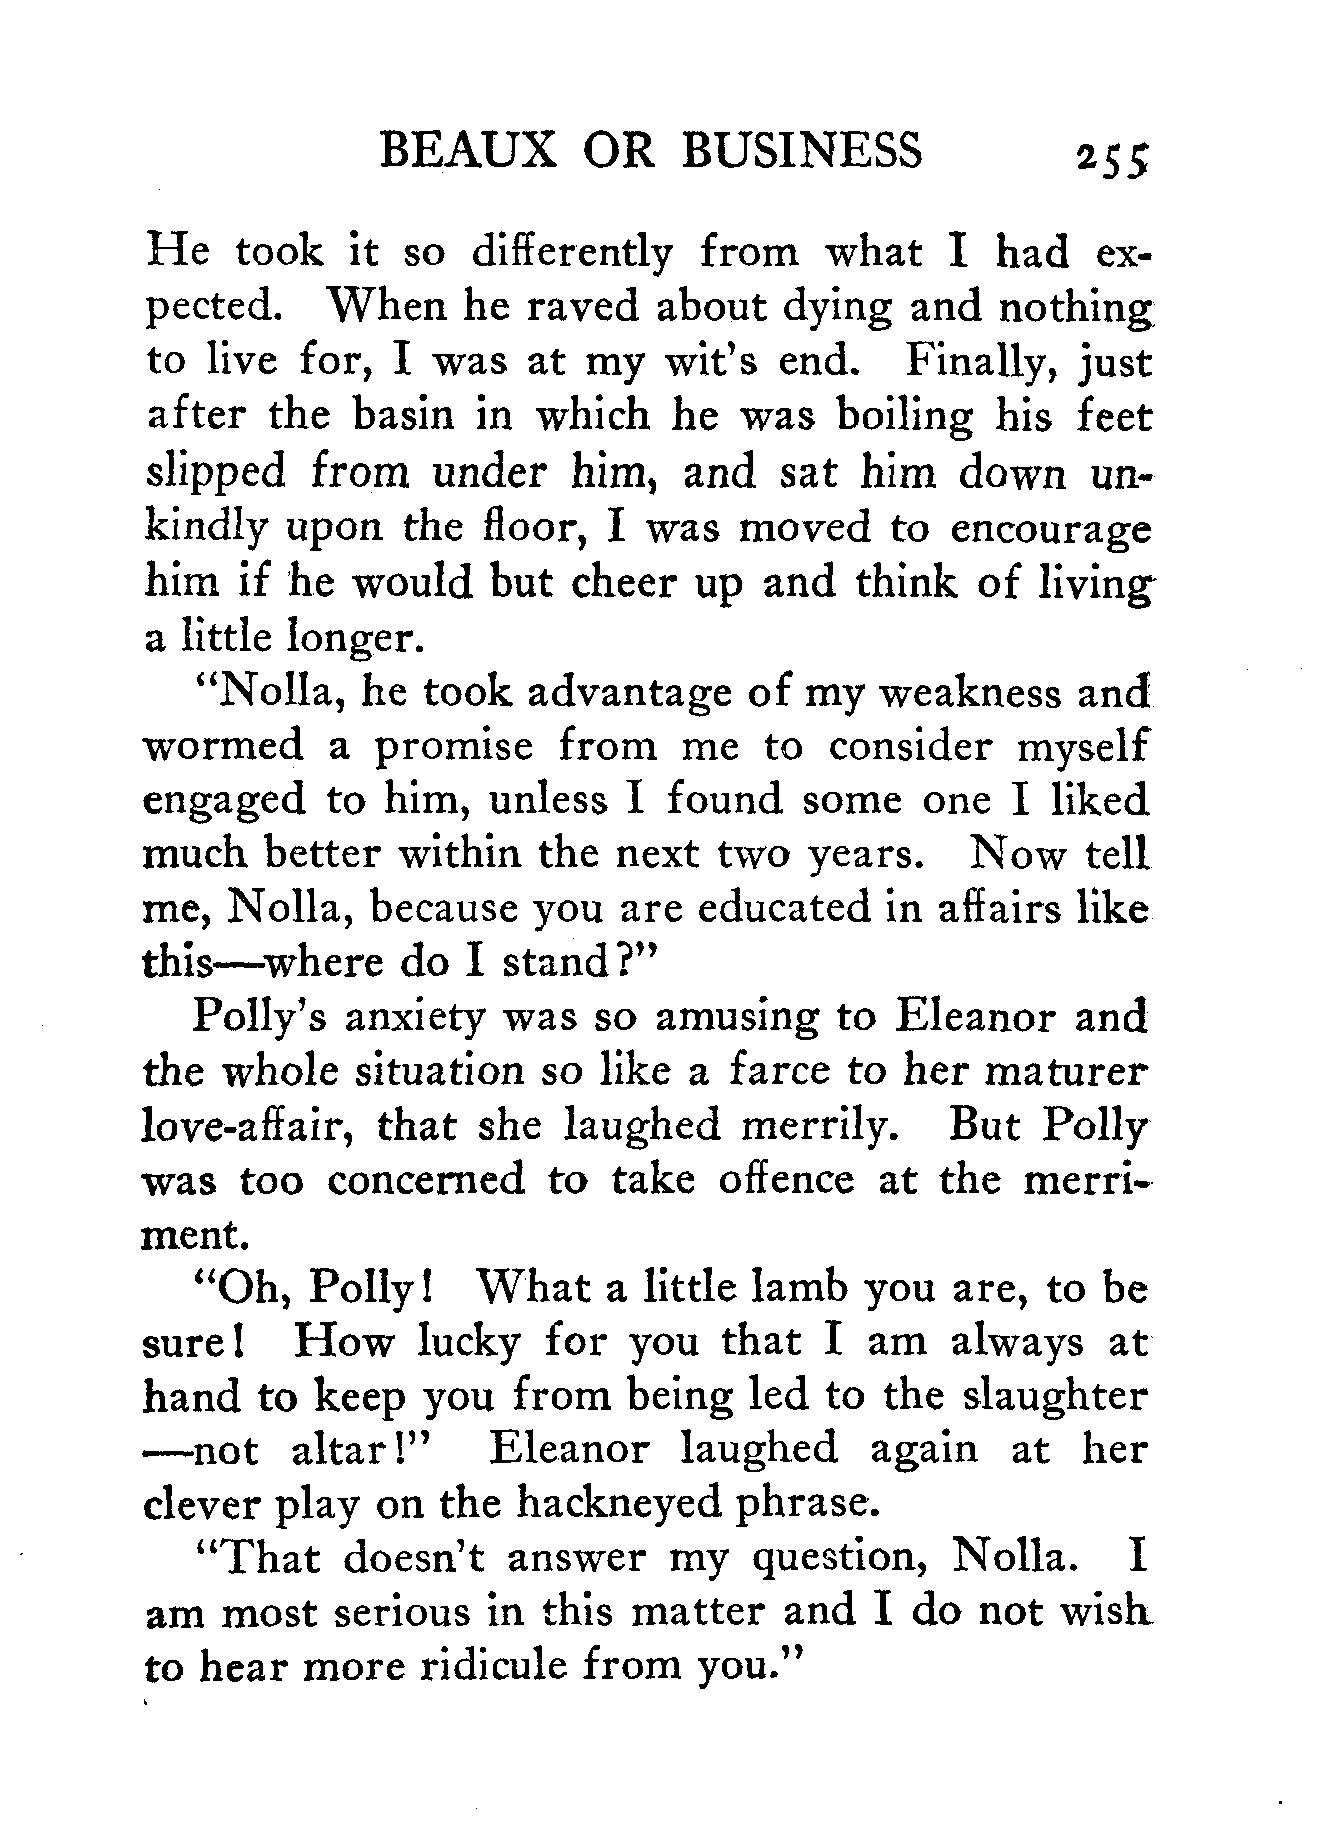 BEAUX OR BUSINESS 255
He took it so differently from what I had ex-
pected. When he raved about dying and nothing
to live for, I was at my wit's end. Finally, just
after the basin in which he was boiling his feet
slipped from under him, and sat him down un-
kindly upon the floor, I was moved to encourage
him if he would but cheer up and think of living
a little longer.
"Nolla, he took advantage of my weakness and
wormed a promise from me to consider myself
engaged to him, unless I found some one I liked
much better within the next two years. Now tell
me, Nolla, because you are educated in affairs like
this—where do I stand?"
Polly's anxiety was so amusing to Eleanor and
the whole situation so like a farce to her maturer
love-affair, that she laughed merrily. But Polly
was too concerned to take offence at the merri-
ment.
"Oh, Polly! What a little lamb you are, to be
sure! How lucky for you that I am always at
hand to keep you from being led to the slaughter
—not altar!" Eleanor laughed again at her
clever play on the hackneyed phrase.
"That doesn't answer my question, Nolla. I
am most serious in this matter and I do not wish
to hear more ridicule from you."